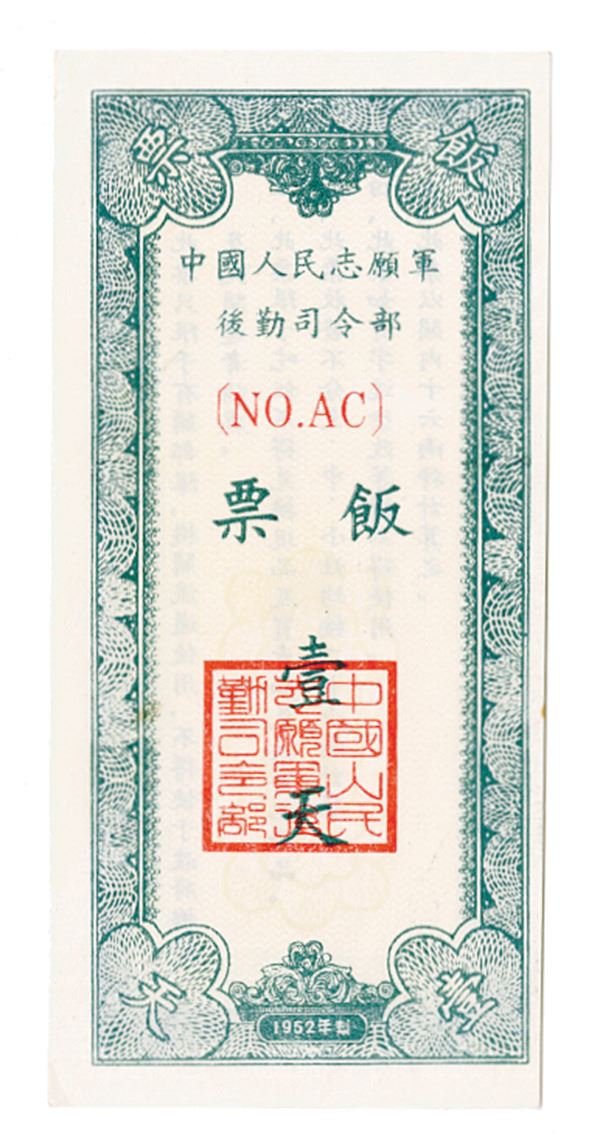 飯票
中國人民志願軍
後勤司令部
(NO.AC)
飯票
壹天
中國人民
志願軍後
勤司令部
壹天
1952年製